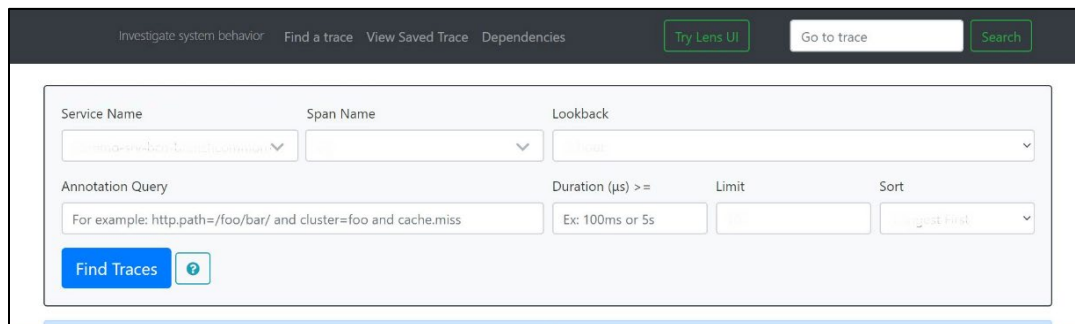 Investigate system behavior Find a trace View Saved Trace Dependencies Try Lens UI Go to trace Search
Service Name Span Name Lookback
Annotation Query Duration (μs) >= Limit Sort
For example: http.path=/foo/bar/ and cluster=foo and cache.miss Ex: 100ms or 5s
Find Traces